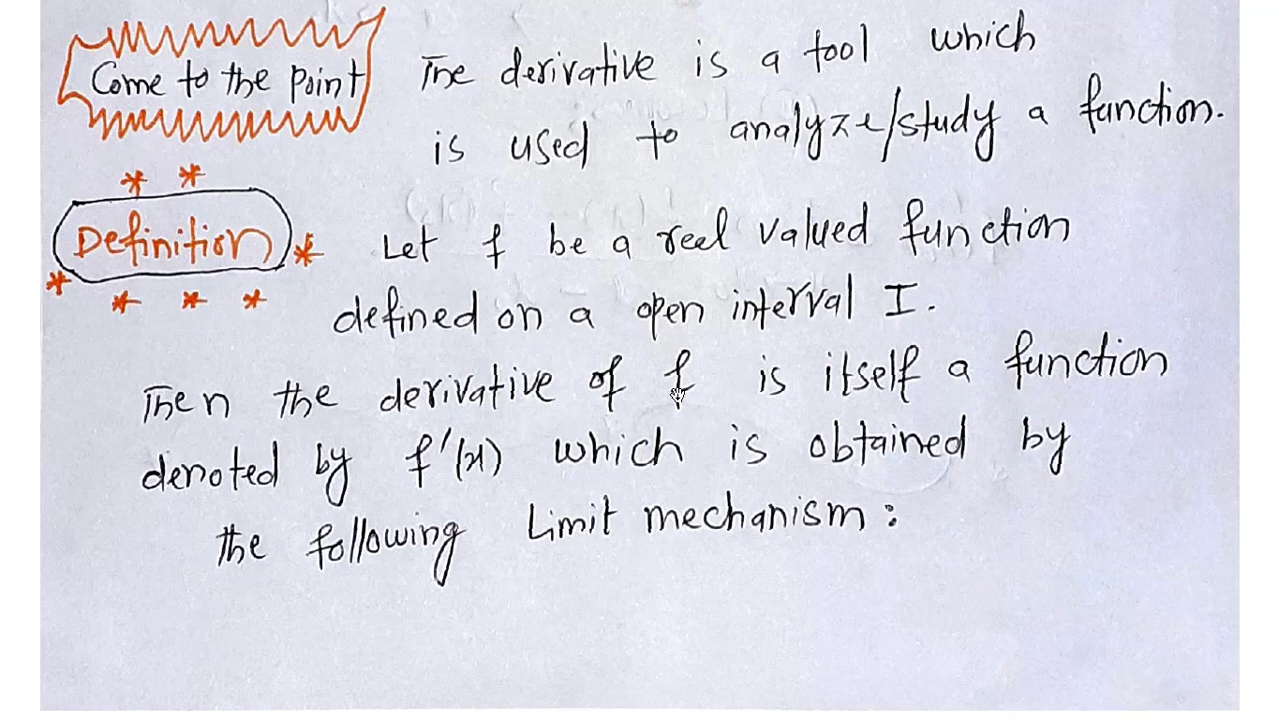 Come to the point
The derivative is a tool which
is used to analyze/study a function.
Definition
Let f be a real valued function
defined on a open interval I.
Then the derivative of f is itself a function
denoted by f'(x) which is obtained by
the following Limit mechanism: